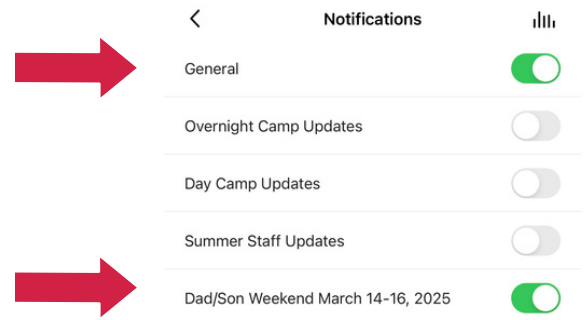 Notifications
General
Overnight Camp Updates
Day Camp Updates
Summer Staff Updates
Dad/Son Weekend March 14-16, 2025